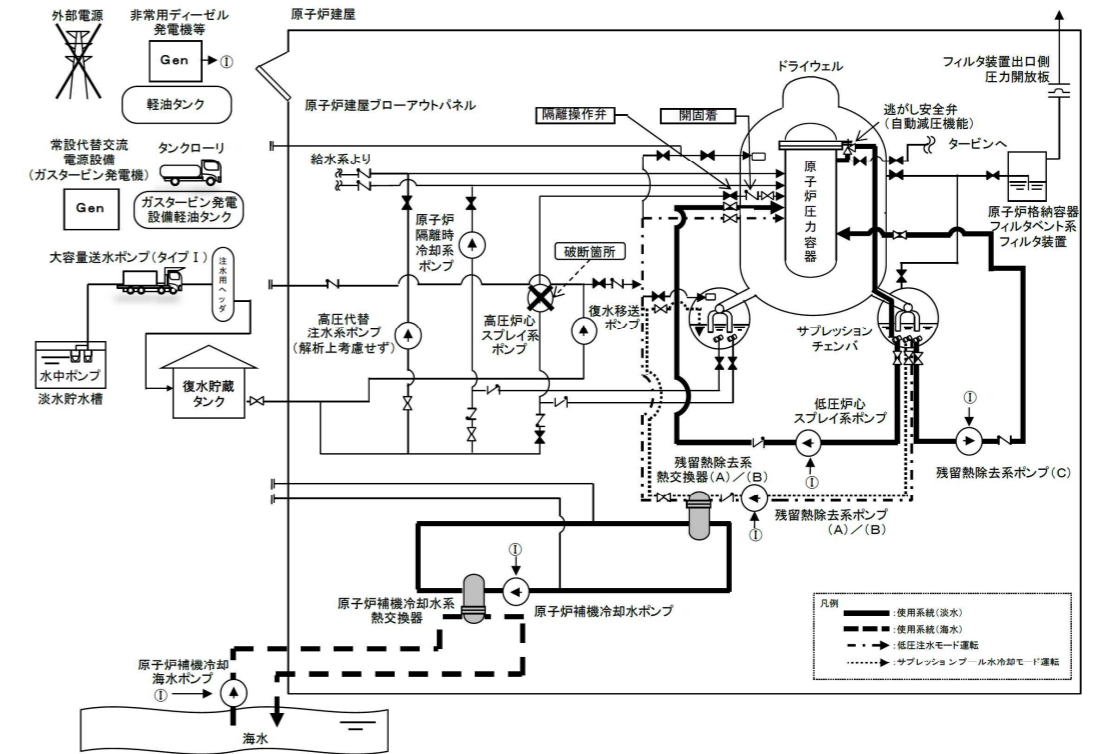 外部電源
非常用ディーゼル
発電機等
Gen
Ⓘ
軽油タンク
常設代替交流
電源設備
(ガスタービン発電機)
Gen
タンクローリ
ガスタービン発電
設備軽油タンク
大容量送水ポンプ(タイプⅠ)
注水用ヘッダ
水中ポンプ
淡水貯水槽
復水貯蔵
タンク
原子炉建屋
原子炉建屋ブローアウトパネル
給水系より
原子炉
隔離時
冷却系
ポンプ
高圧代替
注水系ポンプ
(解析上考慮せず)
高圧炉心
スプレイ系
ポンプ
破断箇所
復水移送
ポンプ
隔離操作弁
開固着
ドライウェル
原子炉圧力容器
逃がし安全弁
(自動減圧機能)
タービンへ
フィルタ装置出口側
圧力開放板
原子炉格納容器
フィルタベント系
フィルタ装置
サプレッション
チェンバ
低圧炉心
スプレイ系ポンプ
Ⓘ
Ⓘ
残留熱除去系ポンプ(C)
残留熱除去系
熱交換器(A)/(B)
残留熱除去系ポンプ
(A)/(B)
Ⓘ
Ⓘ
原子炉補機冷却水系
熱交換器
原子炉補機冷却水ポンプ
原子炉補機冷却
海水ポンプ
Ⓘ
海水
凡例
:使用系統(淡水)
:使用系統(海水)
:低圧注水モード運転
:サプレッションプール水冷却モード運転